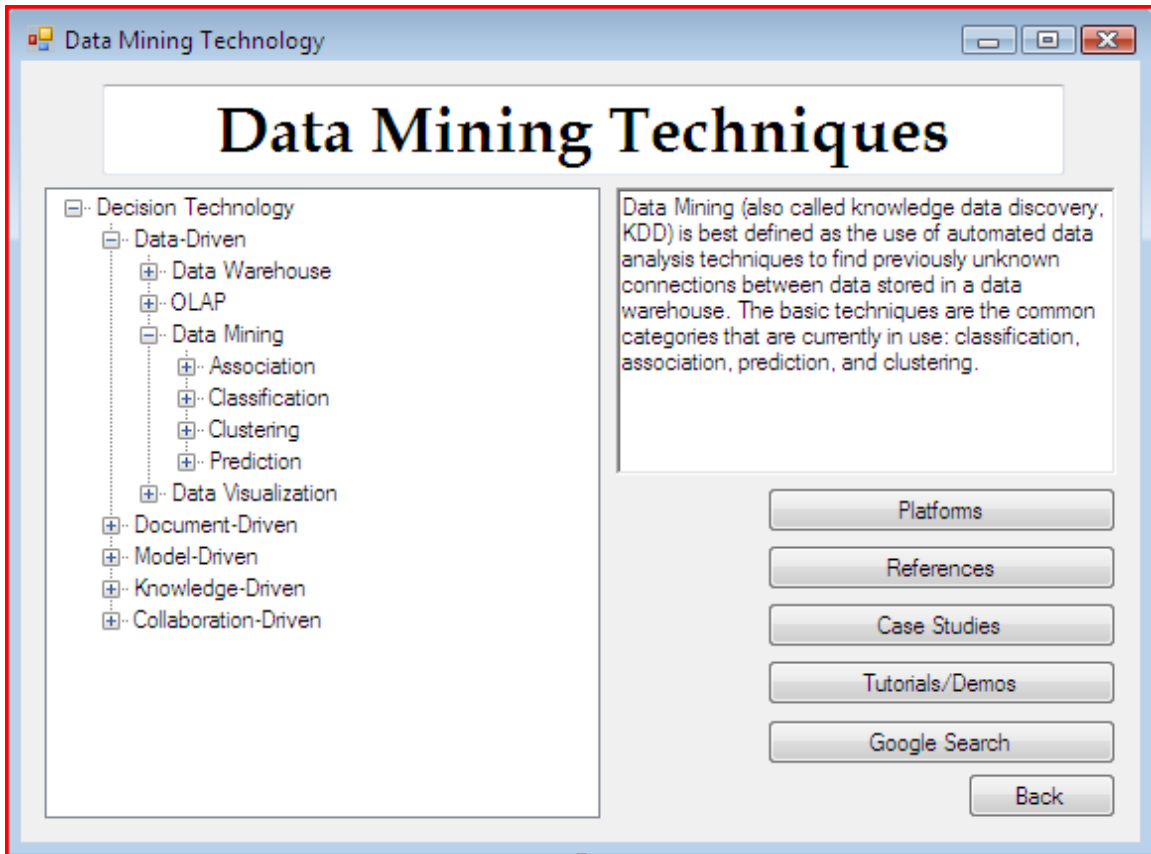 Data Mining Technology
Data Mining Techniques
Decision Technology
Data-Driven
Data Warehouse
OLAP
Data Mining
Association
Classification
Clustering
Prediction
Data Visualization
Document-Driven
Model-Driven
Knowledge-Driven
Collaboration-Driven
Data Mining (also called knowledge data discovery,
KDD) is best defined as the use of automated data
analysis techniques to find previously unknown
connections between data stored in a data
warehouse. The basic techniques are the common
categories that are currently in use: classification,
association, prediction, and clustering.
Platforms
References
Case Studies
Tutorials/Demos
Google Search
Back